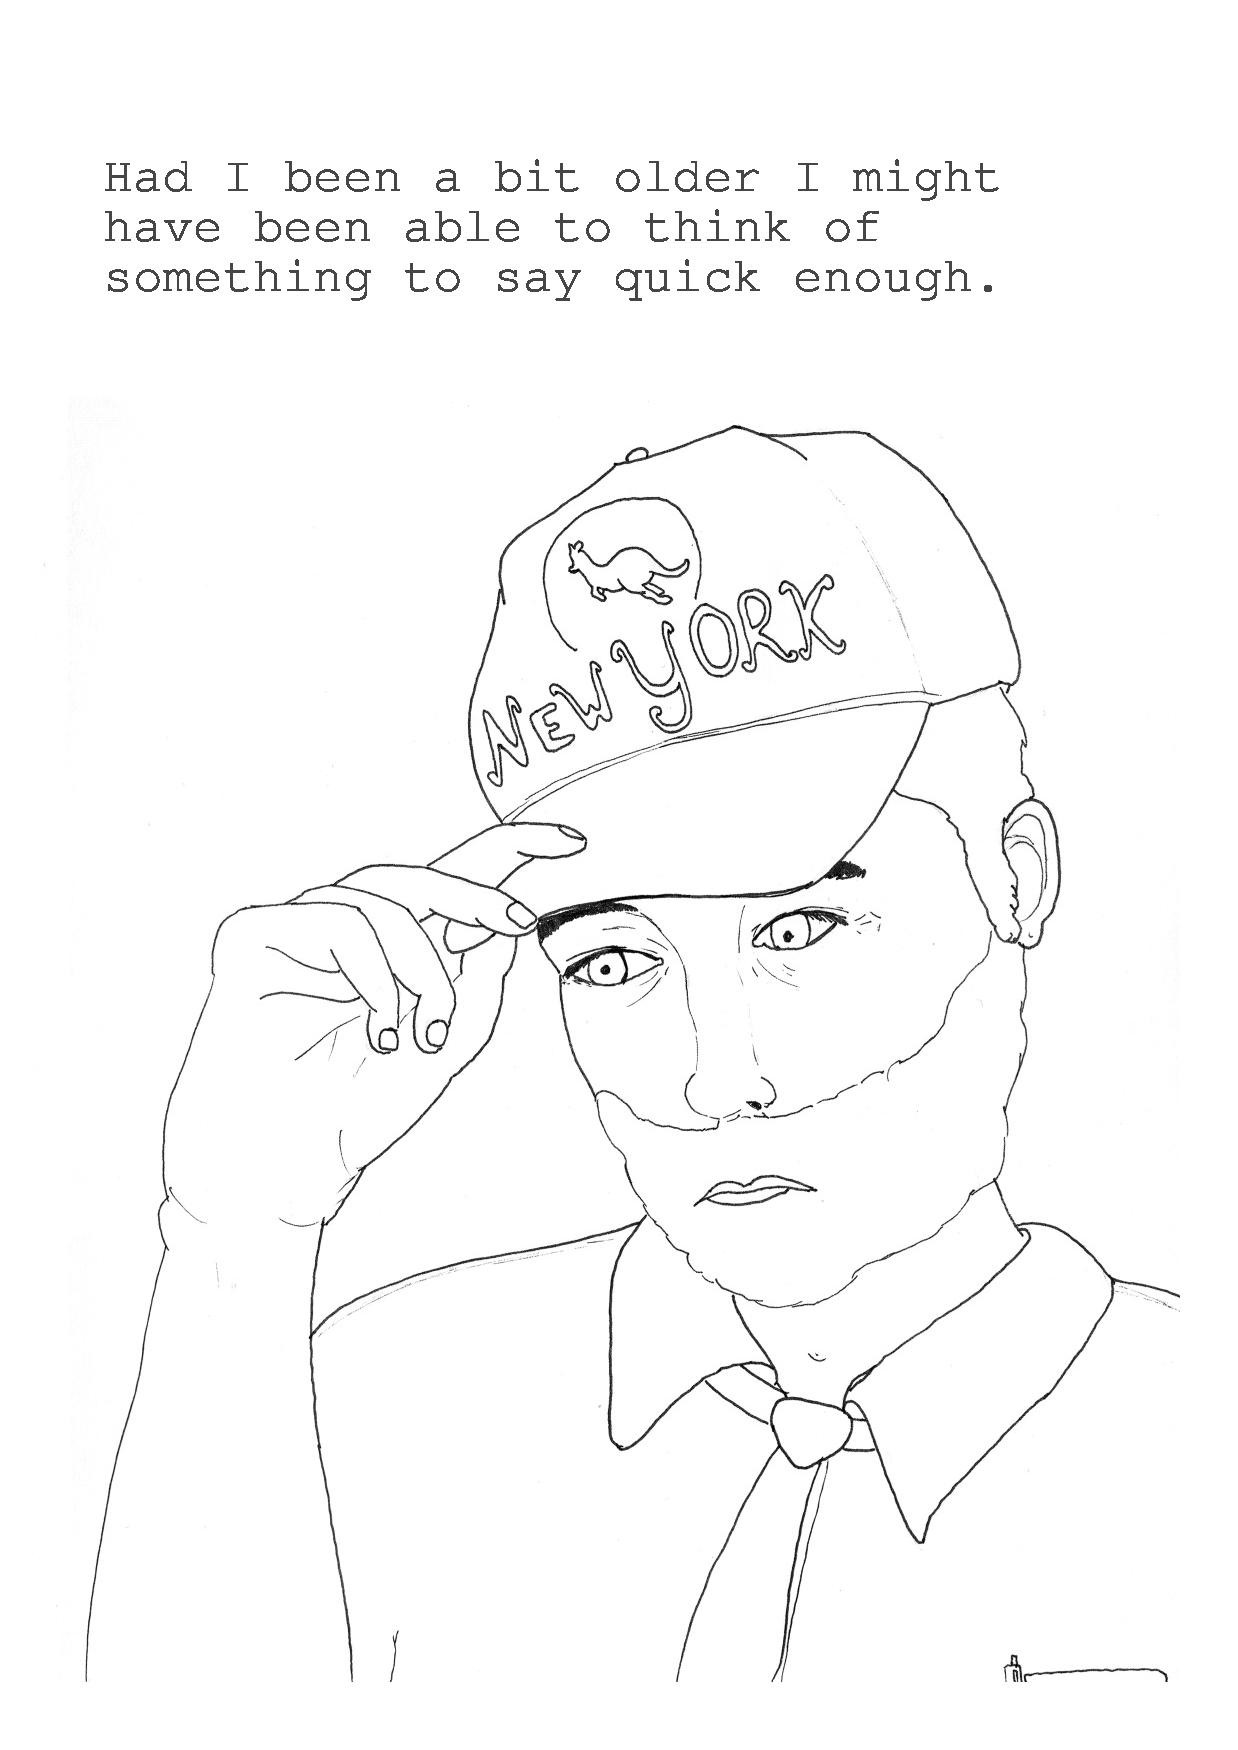 Had I been a bit older I might
have been able to think of
something to say quick enough.
NEW YORK